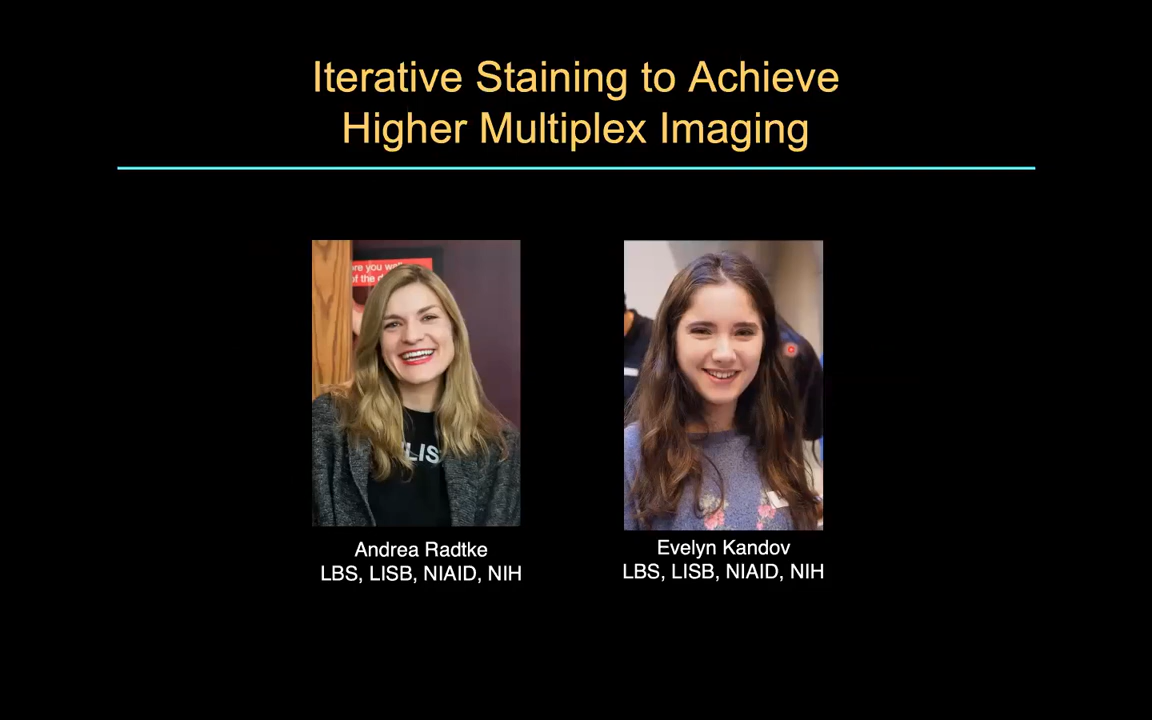 Iterative Staining to Achieve
Higher Multiplex Imaging
LIS
Andrea Radtke
LBS, LISB, NIAID, NIH
Evelyn Kandov
LBS, LISB, NIAID, NIH